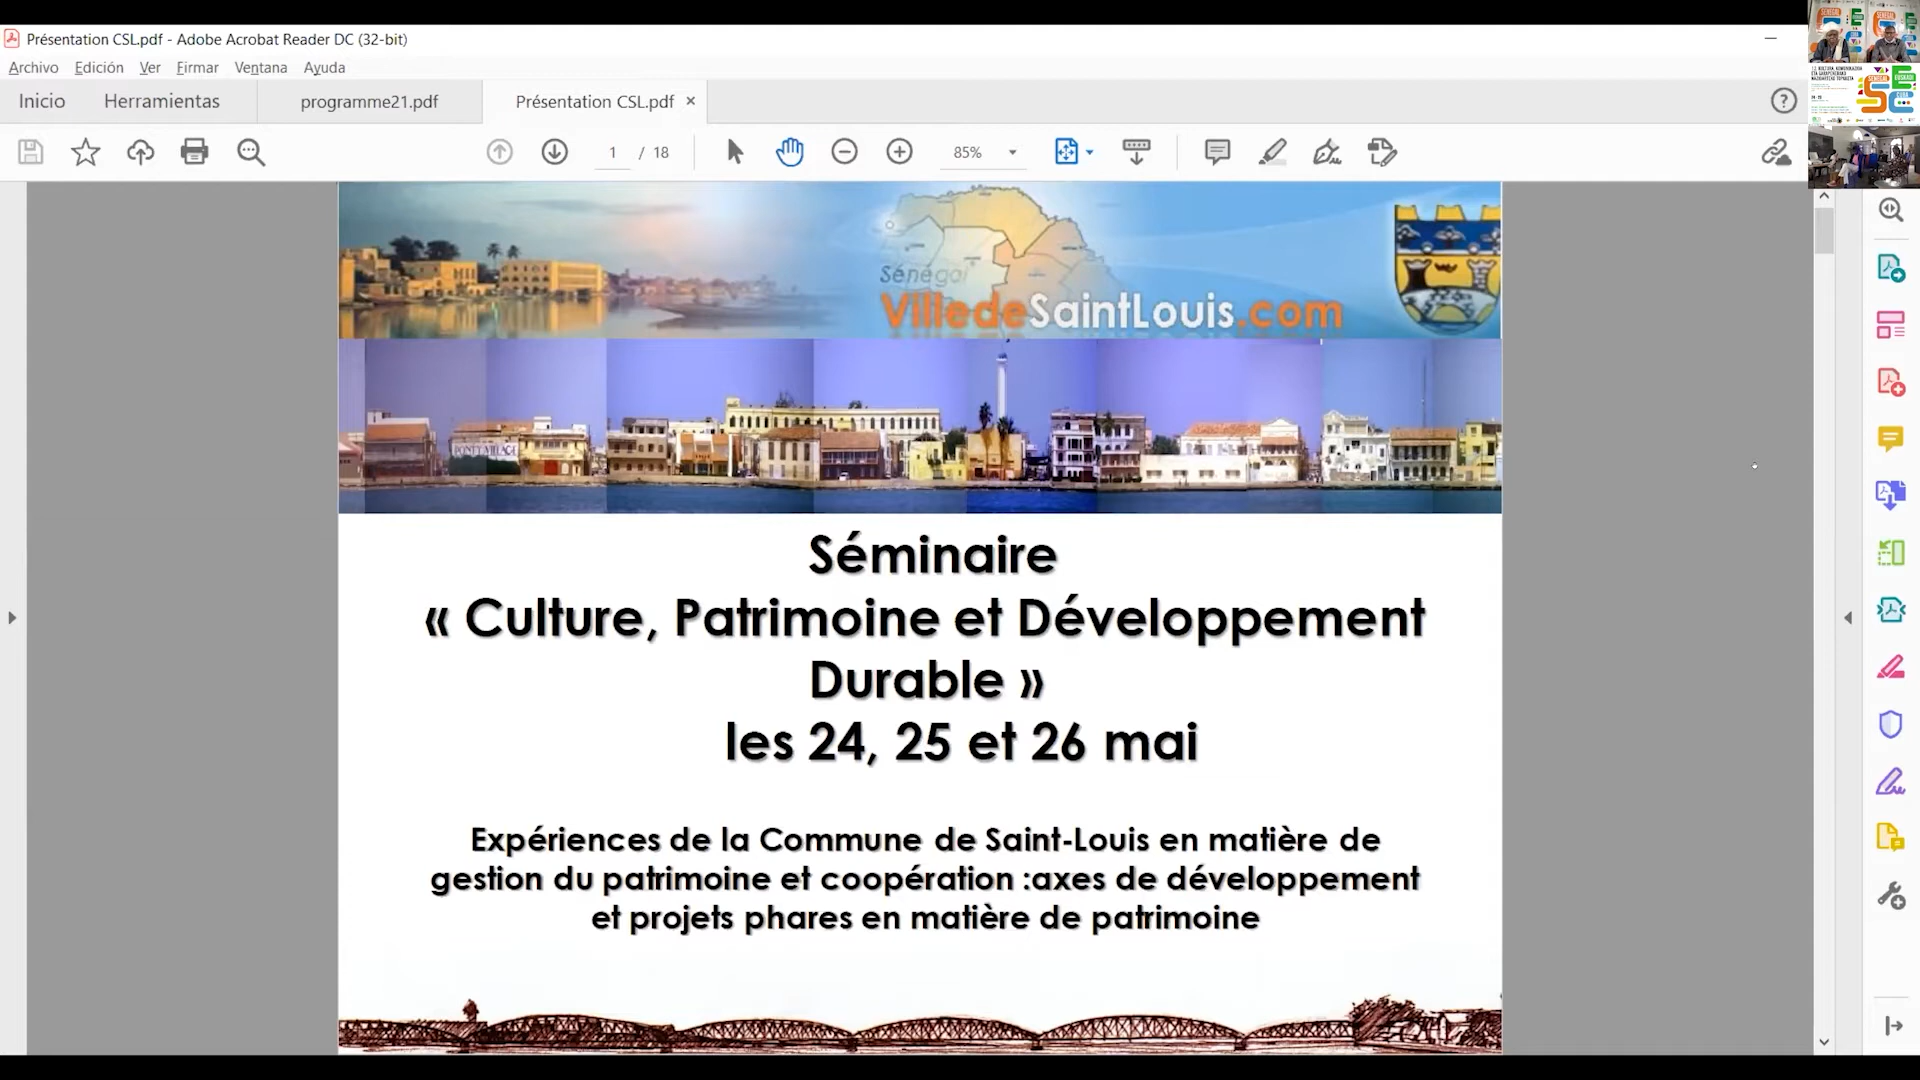 Présentation CSL.pdf - Adobe Acrobat Reader DC (32-bit)
Archivo Edición Ver Firmar Ventana Ayuda
Inicio Herramientas programme21.pdf Présentation CSL.pdf
1 / 18 85%
Sénégal
VilledeSaintLouis.com
Séminaire
« Culture, Patrimoine et Développement
Durable »
les 24, 25 et 26 mai
Expériences de la Commune de Saint-Louis en matière de
gestion du patrimoine et coopération :axes de développement
et projets phares en matière de patrimoine